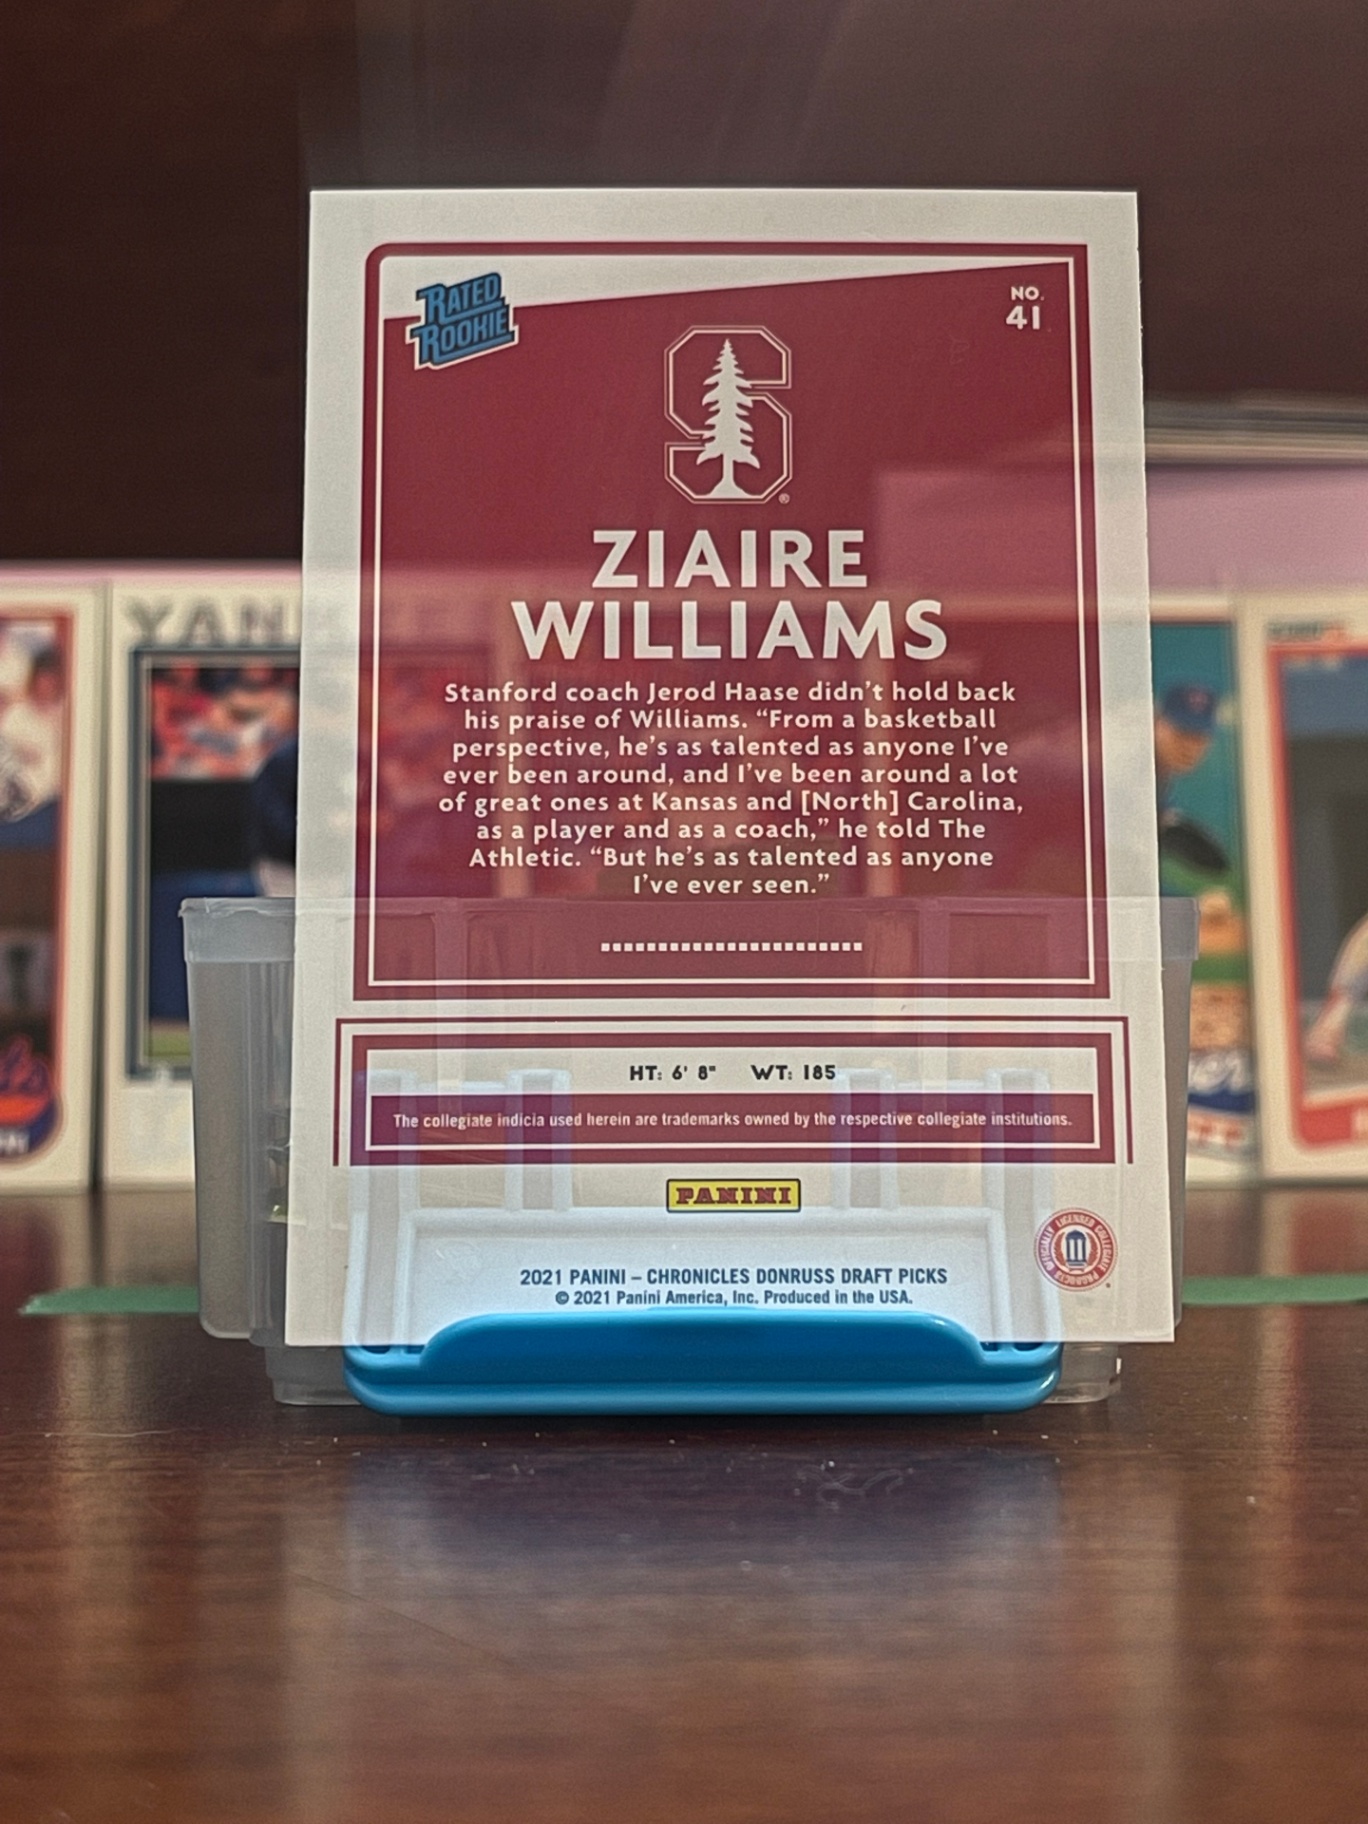 RATED
ROOKIE
NO.
41
S
®
ZIAIRE
WILLIAMS
Stanford coach Jerod Haase didn't hold back
his praise of Williams. “From a basketball
perspective, he's as talented as anyone I've
ever been around, and I've been around a lot
of great ones at Kansas and [North] Carolina,
as a player and as a coach,” he told The
Athletic. “But he's as talented as anyone
I've ever seen.”
HT: 6' 8" WT: 185
The collegiate indicia used herein are trademarks owned by the respective collegiate institutions.
PANINI
OFFICIALLY LICENSED COLLEGIATE PRODUCTS
2021 PANINI – CHRONICLES DONRUSS DRAFT PICKS
© 2021 Panini America, Inc. Produced in the USA.